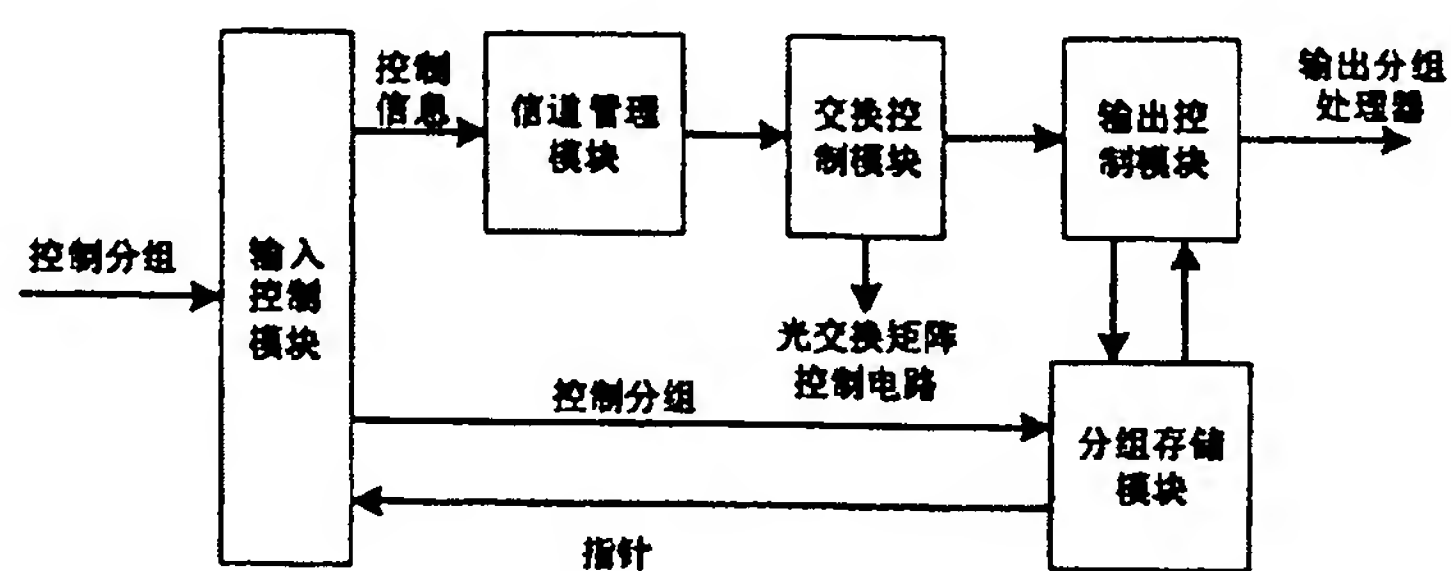 控制
信息
信道管理
模块
交换控
制模块
输出控
制模块
输出分组
处理器
控制分组
输入
控制
模块
光交换矩阵
控制电路
控制分组
分组存储
模块
指针